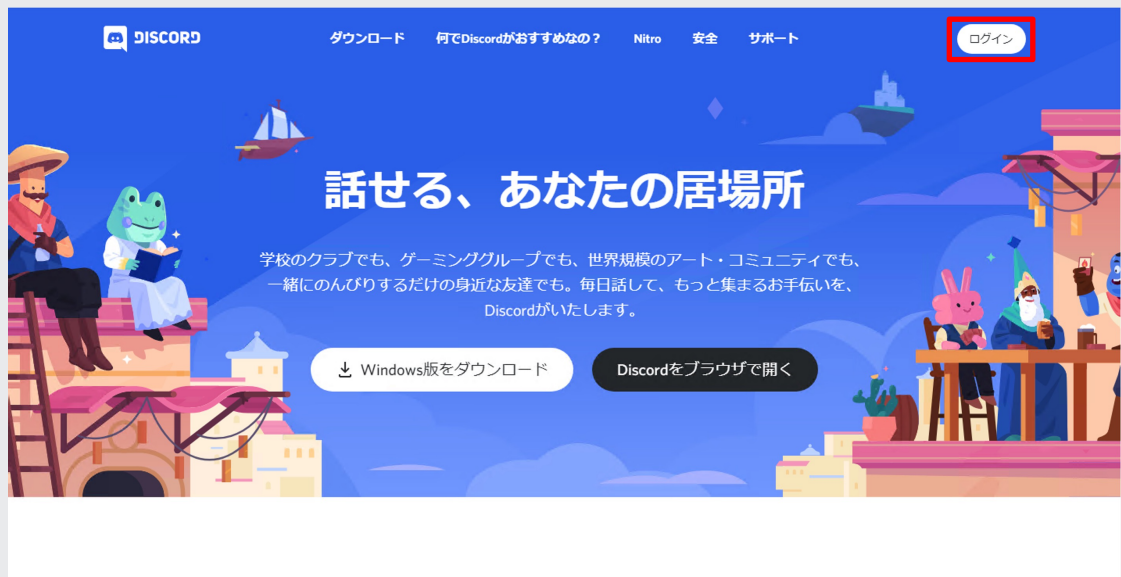 DISCORD
ダウンロード 何でDiscordがおすすめなの？ Nitro 安全 サポート
ログイン
話せる、あなたの居場所
学校のクラブでも、ゲーミンググループでも、世界規模のアート・コミュニティでも、
一緒にのんびりするだけの身近な友達でも。毎日話して、もっと集まるお手伝いを、
Discordがいたします。
Windows版をダウンロード
Discordをブラウザで開く